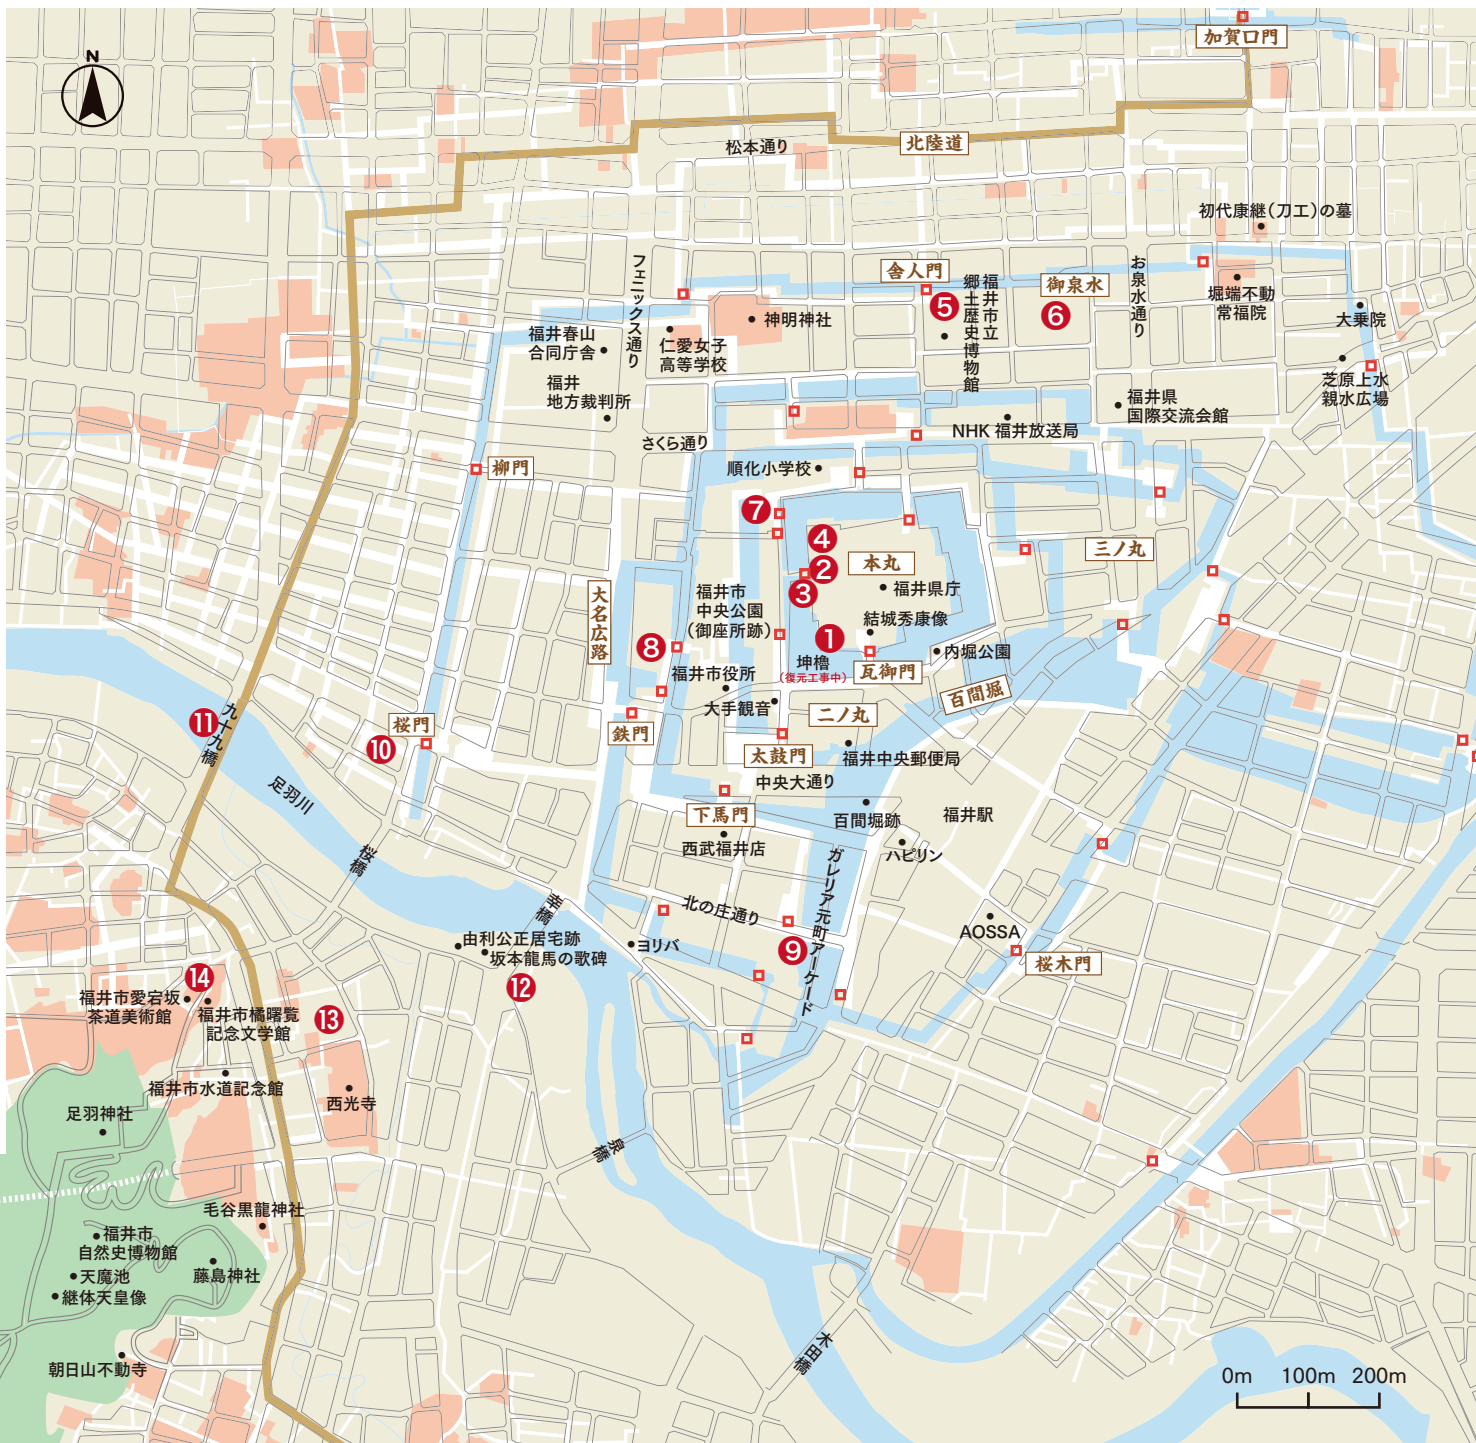 加賀口門
N
北陸道
松本通り
初代康継(刀工)の墓
フェニックス通り
舎人門
福井市立
郷土歴史博物館
❺
御泉水
❻
お泉水通り
堀端不動
常福院
大乗院
神明神社
福井春山
合同庁舎
仁愛女子
高等学校
芝原上水
親水広場
福井
地方裁判所
福井県
国際交流会館
さくら通り
NHK 福井放送局
柳門
順化小学校
❼
❹
❷
❸
本丸
三ノ丸
福井県庁
大名広路
福井市
中央公園
(御座所跡)
結城秀康像
❶
❽
坤櫓
(復元工事中)
瓦御門
内堀公園
福井市役所
百間堀
大手観音
二ノ丸
⓫
九十九橋
桜門
❿
鉄門
太鼓門
福井中央郵便局
中央大通り
足羽川
下馬門
百間堀跡
福井駅
西武福井店
ハピリン
桜橋
ガレリア元町アーケード
幸橋
北の庄通り
AOSSA
由利公正居宅跡
坂本龍馬の歌碑
ヨリバ
❾
桜木門
⓮
⓬
福井市愛宕坂
茶道美術館
福井市橘曙覧
記念文学館
⓭
福井市水道記念館
西光寺
足羽神社
泉橋
毛谷黒龍神社
福井市
自然史博物館
藤島神社
天魔池
継体天皇像
木田橋
朝日山不動寺
0m 100m 200m